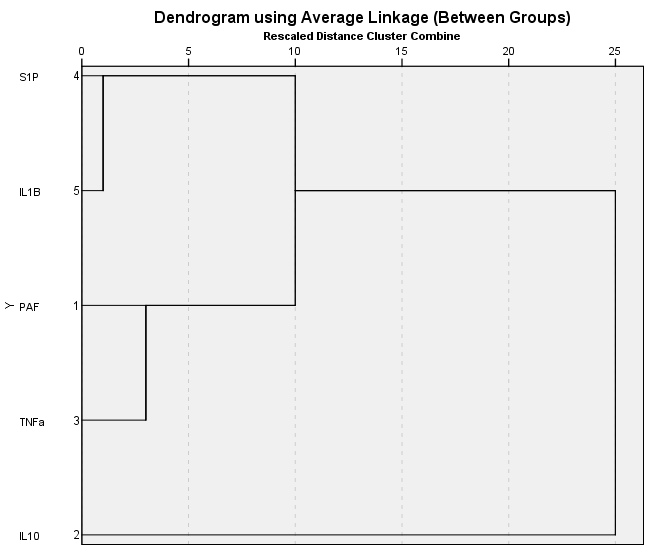 Dendrogram using Average Linkage (Between Groups)
Rescaled Distance Cluster Combine
0 5 10 15 20 25
S1P 4
IL1B 5
Y PAF 1
TNFa 3
IL10 2